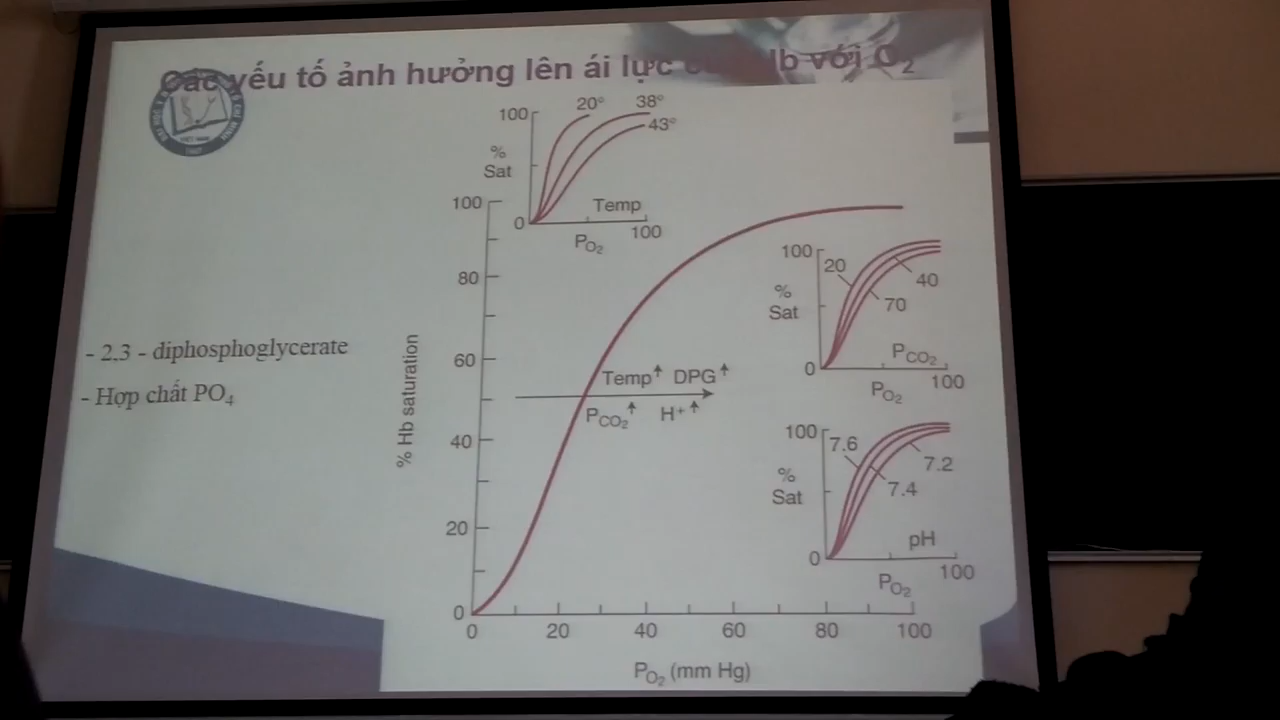 Các yếu tố ảnh hưởng lên ái lực của Hb với O₂
- 2,3 - diphosphoglycerate
- Hợp chất PO₄
100
% Sat
0
20°
38°
43°
Temp
100
PO₂
% Hb saturation
100
80
60
40
20
0
Temp↑ DPG↑
PCO₂↑ H⁺↑
0 20 40 60 80 100
PO₂ (mm Hg)
100
% Sat
0
20
40
70
PCO₂
100
PO₂
100
% Sat
0
7.6
7.2
7.4
pH
100
PO₂